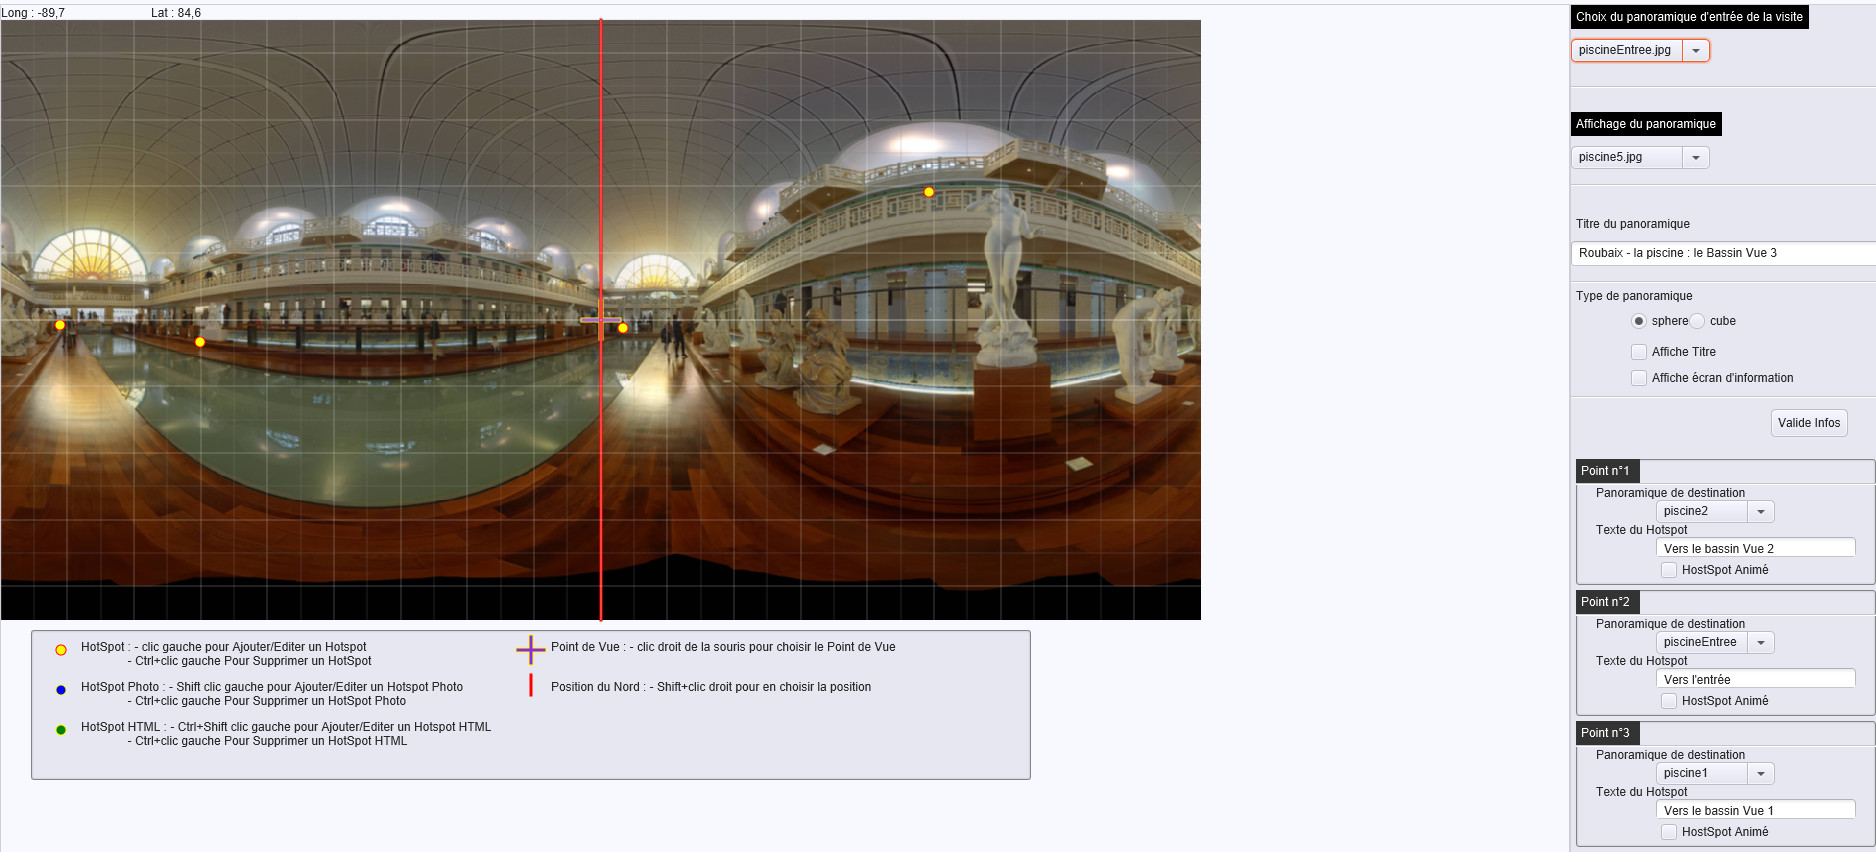 Long : -89,7
Lat : 84,6
HotSpot : - clic gauche pour Ajouter/Editer un Hotspot
- Ctrl+clic gauche Pour Supprimer un HotSpot
HotSpot Photo : - Shift clic gauche pour Ajouter/Editer un Hotspot Photo
- Ctrl+clic gauche Pour Supprimer un HotSpot Photo
HotSpot HTML : - Ctrl+Shift clic gauche pour Ajouter/Editer un Hotspot HTML
- Ctrl+clic gauche Pour Supprimer un HotSpot HTML
Point de Vue : - clic droit de la souris pour choisir le Point de Vue
Position du Nord : - Shift+clic droit pour en choisir la position
Choix du panoramique d'entrée de la visite
piscineEntree.jpg
Affichage du panoramique
piscine5.jpg
Titre du panoramique
Roubaix - la piscine : le Bassin Vue 3
Type de panoramique
sphere cube
Affiche Titre
Affiche écran d'information
Valide Infos
Point n°1
Panoramique de destination
piscine2
Texte du Hotspot
Vers le bassin Vue 2
HostSpot Animé
Point n°2
Panoramique de destination
piscineEntree
Texte du Hotspot
Vers l'entrée
HostSpot Animé
Point n°3
Panoramique de destination
piscine1
Texte du Hotspot
Vers le bassin Vue 1
HostSpot Animé